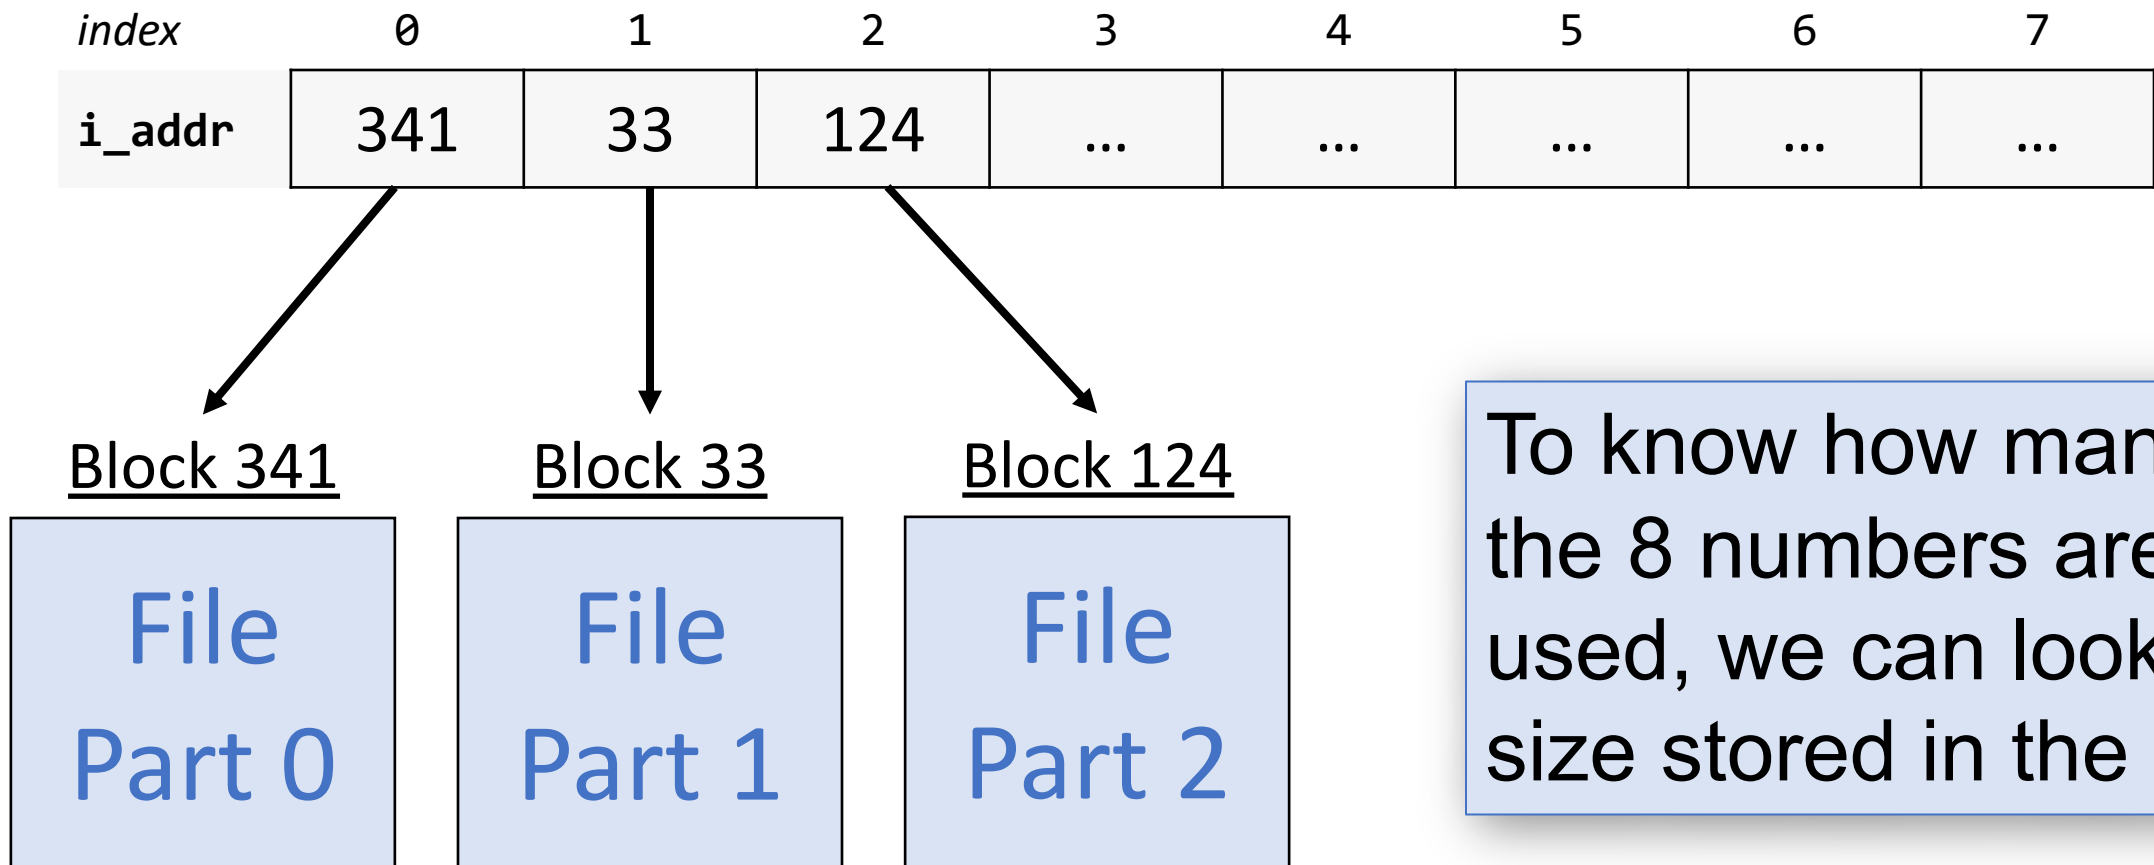 index 0 1 2 3 4 5 6 7
i_addr 341 33 124 ... ... ... ... ...
Block 341 Block 33 Block 124
File Part 0
File Part 1
File Part 2
To know how man
the 8 numbers are
used, we can look
size stored in the